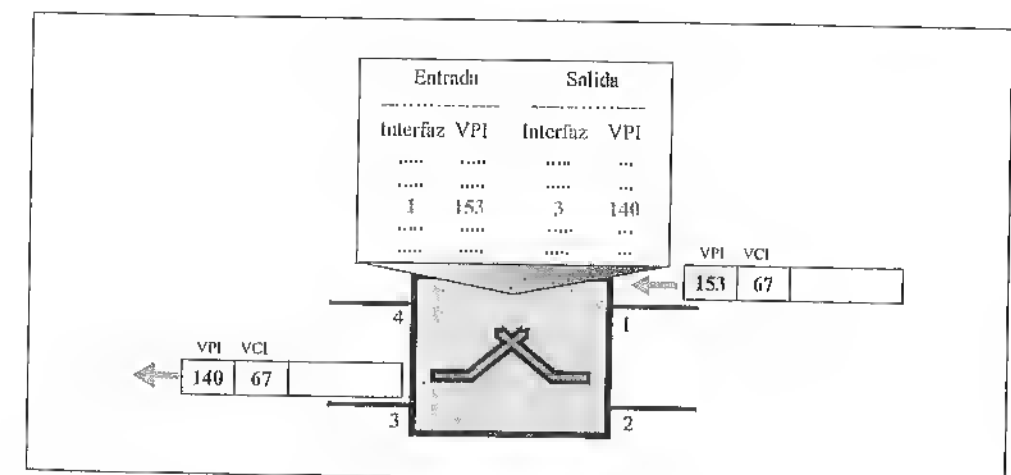 Entrada Salida
Interfaz VPI Interfaz VPI
..... ..... ..... ...
..... ..... ..... ...
1 153 3 140
..... ..... ..... ...
..... ..... ..... ...
VPI VCI
153 67
4 1
VPI VCI
140 67
3 2